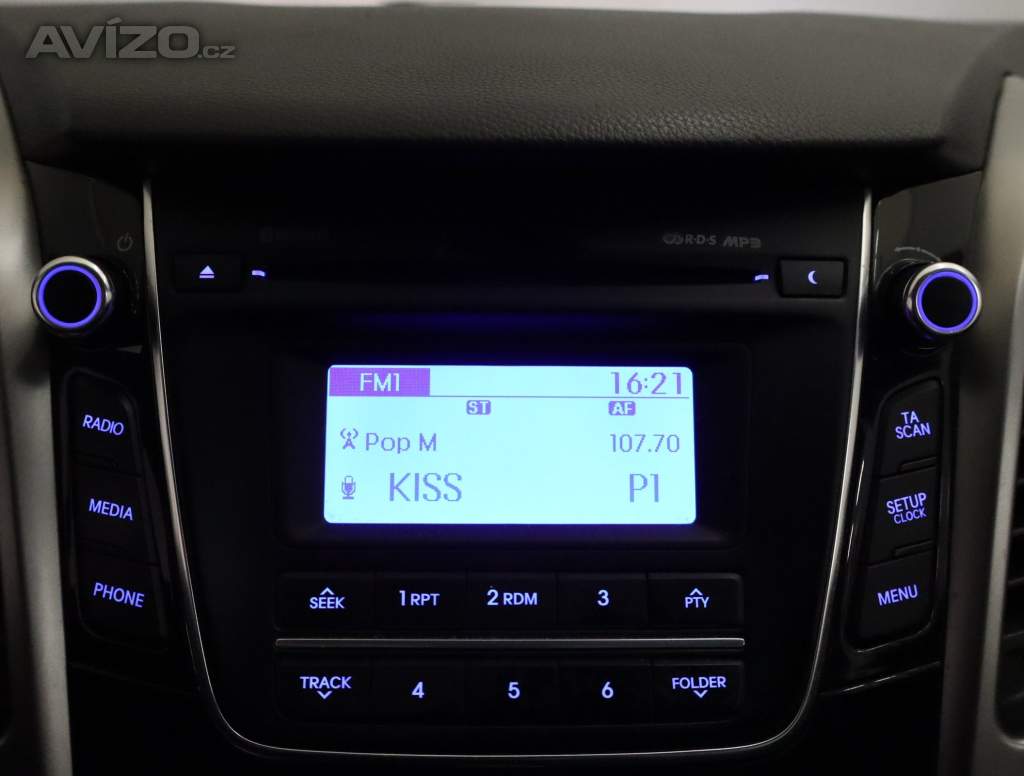 AVÍZO.cz
R·D·S MP3
FM1 16:21
ST AF
Pop M 107.70
KISS P1
RADIO
MEDIA
PHONE
TA
SCAN
SETUP
CLOCK
MENU
SEEK 1 RPT 2 RDM 3 PTY
TRACK 4 5 6 FOLDER